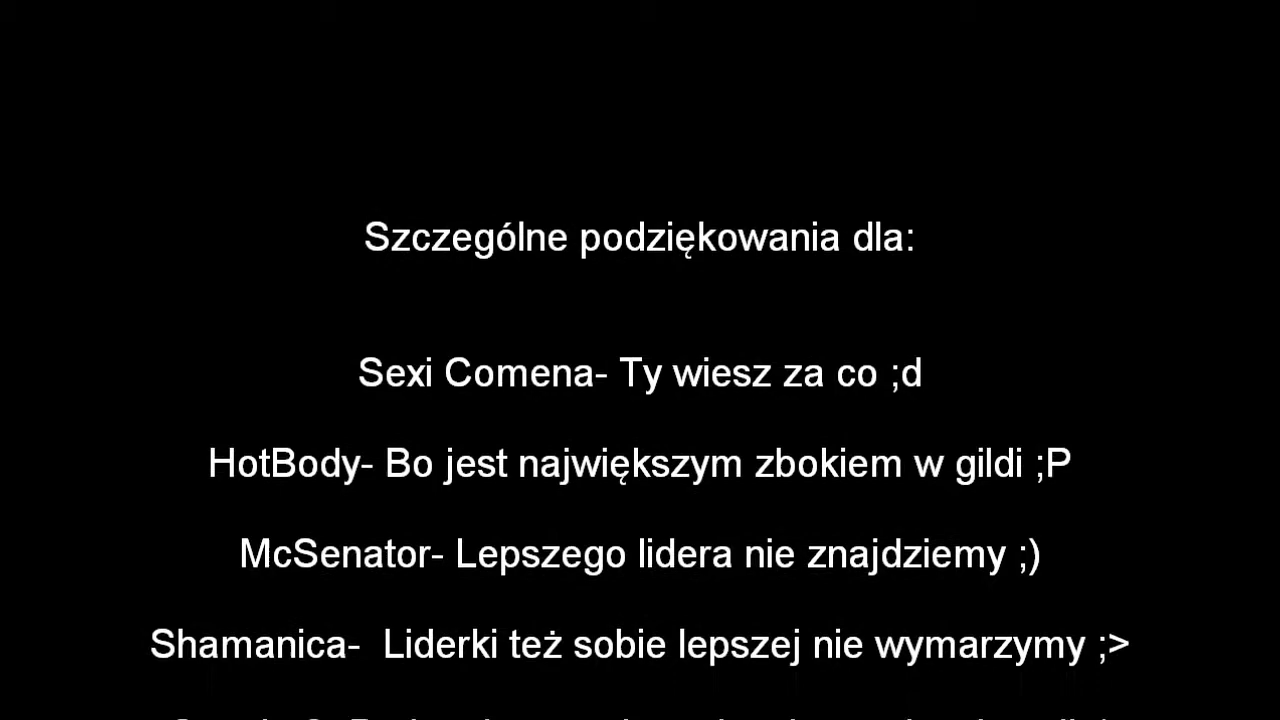 Szczególne podziękowania dla:
Sexi Comena- Ty wiesz za co ;d
HotBody- Bo jest największym zbokiem w gildi ;P
McSenator- Lepszego lidera nie znajdziemy ;)
Shamanica-  Liderki też sobie lepszej nie wymarzymy ;>